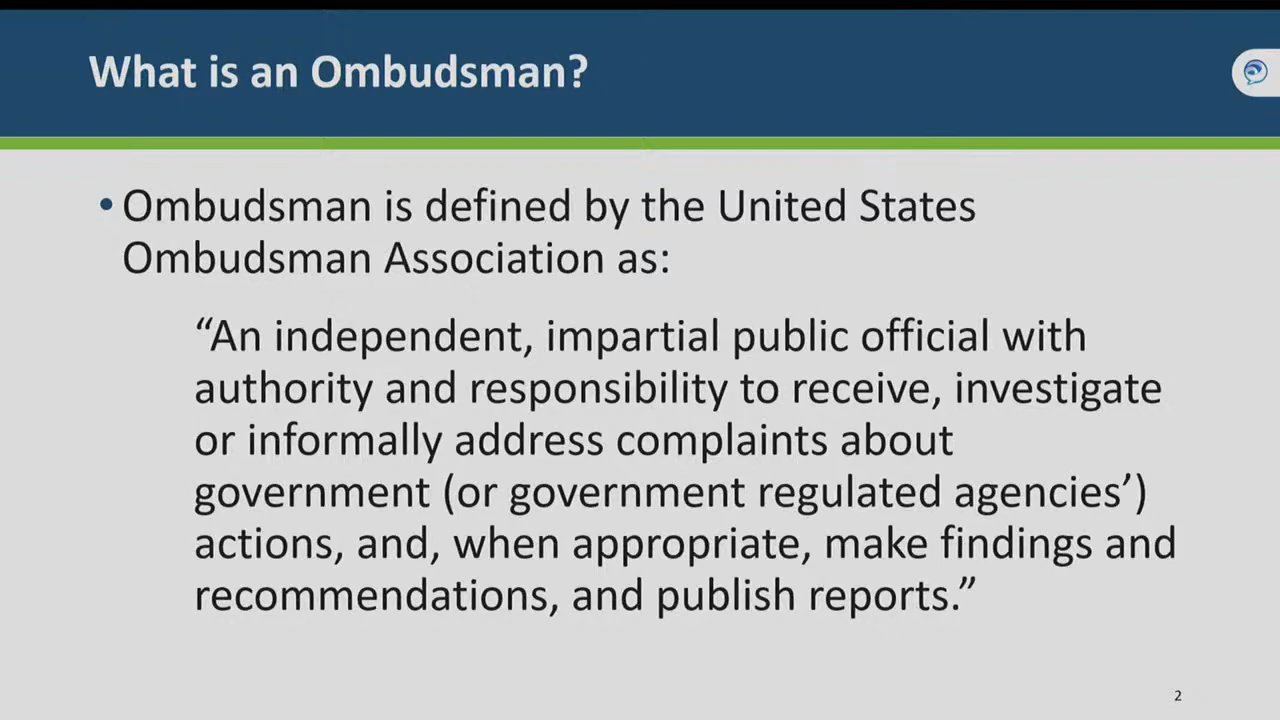 What is an Ombudsman?
• Ombudsman is defined by the United States
Ombudsman Association as:
“An independent, impartial public official with
authority and responsibility to receive, investigate
or informally address complaints about
government (or government regulated agencies’)
actions, and, when appropriate, make findings and
recommendations, and publish reports.”
2